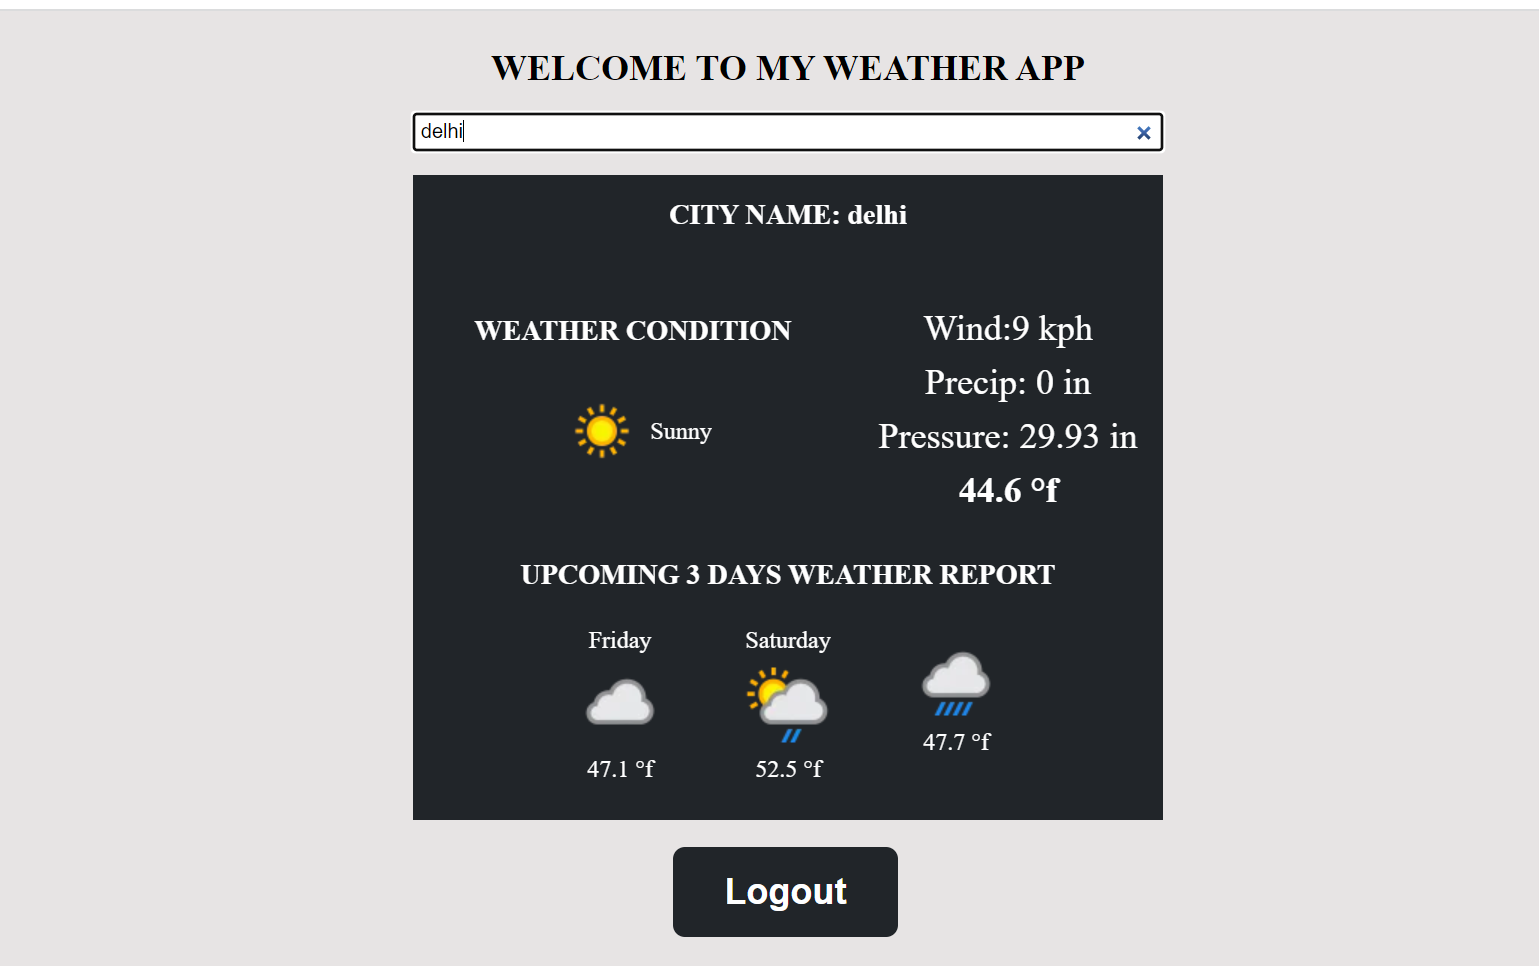 WELCOME TO MY WEATHER APP
delhi
CITY NAME: delhi
WEATHER CONDITION
Sunny
Wind:9 kph
Precip: 0 in
Pressure: 29.93 in
44.6 °f
UPCOMING 3 DAYS WEATHER REPORT
Friday
47.1 °f
Saturday
52.5 °f
47.7 °f
Logout